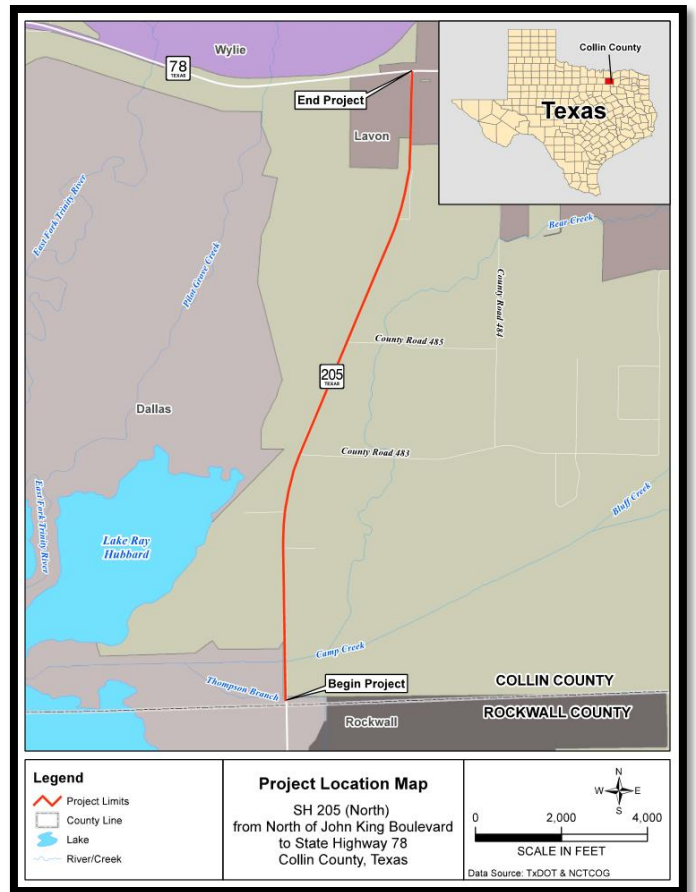 Wylie
78
TEXAS
End Project
Lavon
Collin County
Texas
East Fork Trinity River
Pilot Grove Creek
Bear Creek
County Road 484
County Road 485
205
TEXAS
Dallas
County Road 483
East Fork Trinity River
Lake Ray
Hubbard
Bluff Creek
Camp Creek
Thompson Branch
Begin Project
COLLIN COUNTY
ROCKWALL COUNTY
Rockwall
Legend
Project Limits
County Line
Lake
River/Creek
Project Location Map
SH 205 (North)
from North of John King Boulevard
to State Highway 78
Collin County, Texas
N
W E
S
0 2,000 4,000
SCALE IN FEET
Data Source: TxDOT & NCTCOG